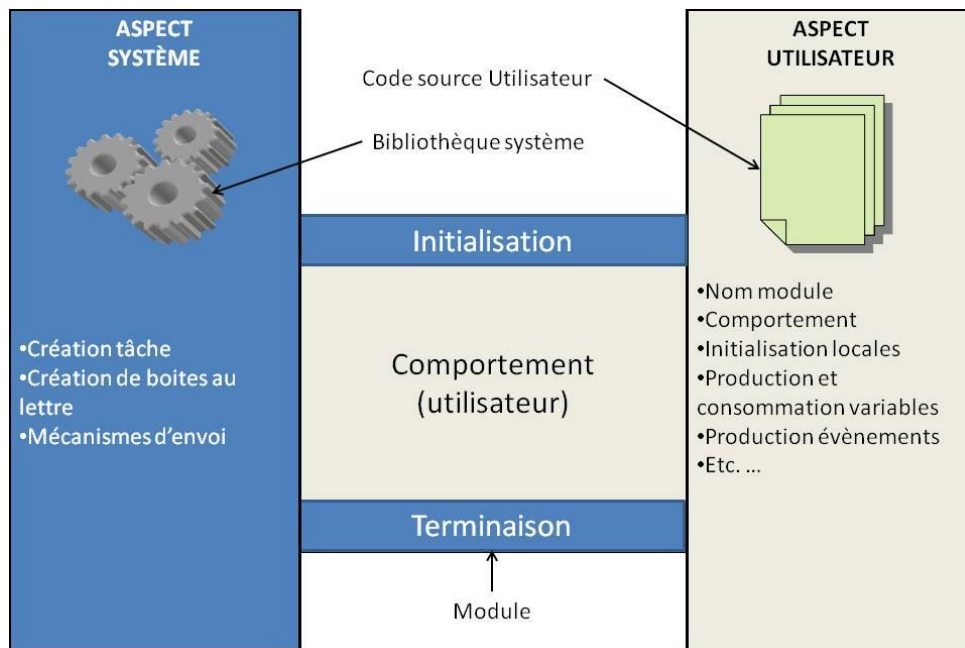 ASPECT
SYSTÈME
ASPECT
UTILISATEUR
Code source Utilisateur
Bibliothèque système
Initialisation
•Création tâche
•Création de boites au
lettre
•Mécanismes d'envoi
Comportement
(utilisateur)
•Nom module
•Comportement
•Initialisation locales
•Production et
consommation variables
•Production évènements
•Etc. ...
Terminaison
Module